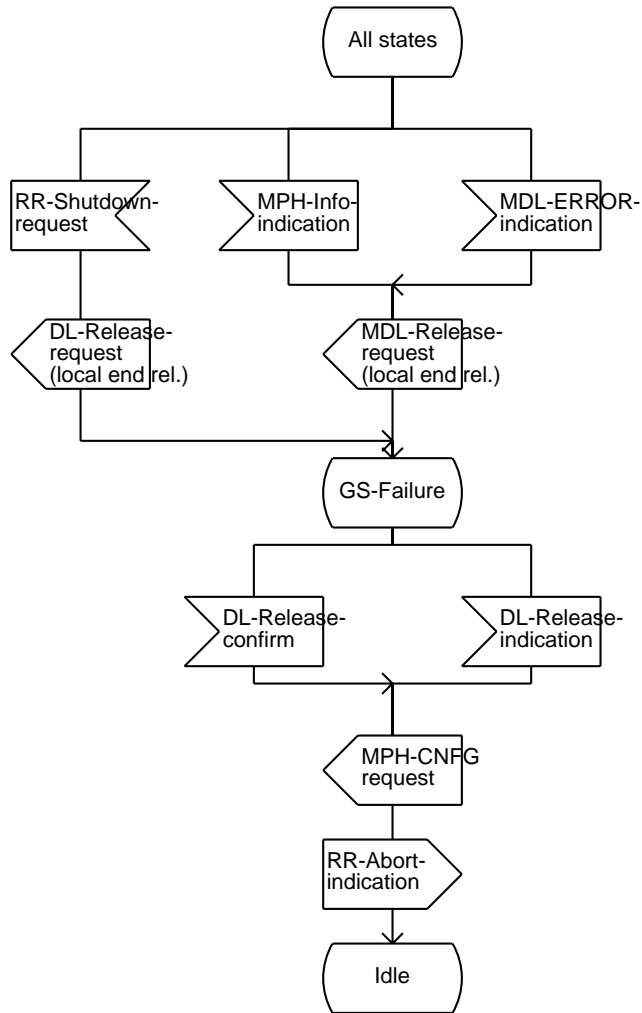 All states
RR-Shutdown-
request
MPH-Info-
indication
MDL-ERROR-
indication
DL-Release-
request
(local end rel.)
MDL-Release-
request
(local end rel.)
GS-Failure
DL-Release-
confirm
DL-Release-
indication
MPH-CNFG
request
RR-Abort-
indication
Idle